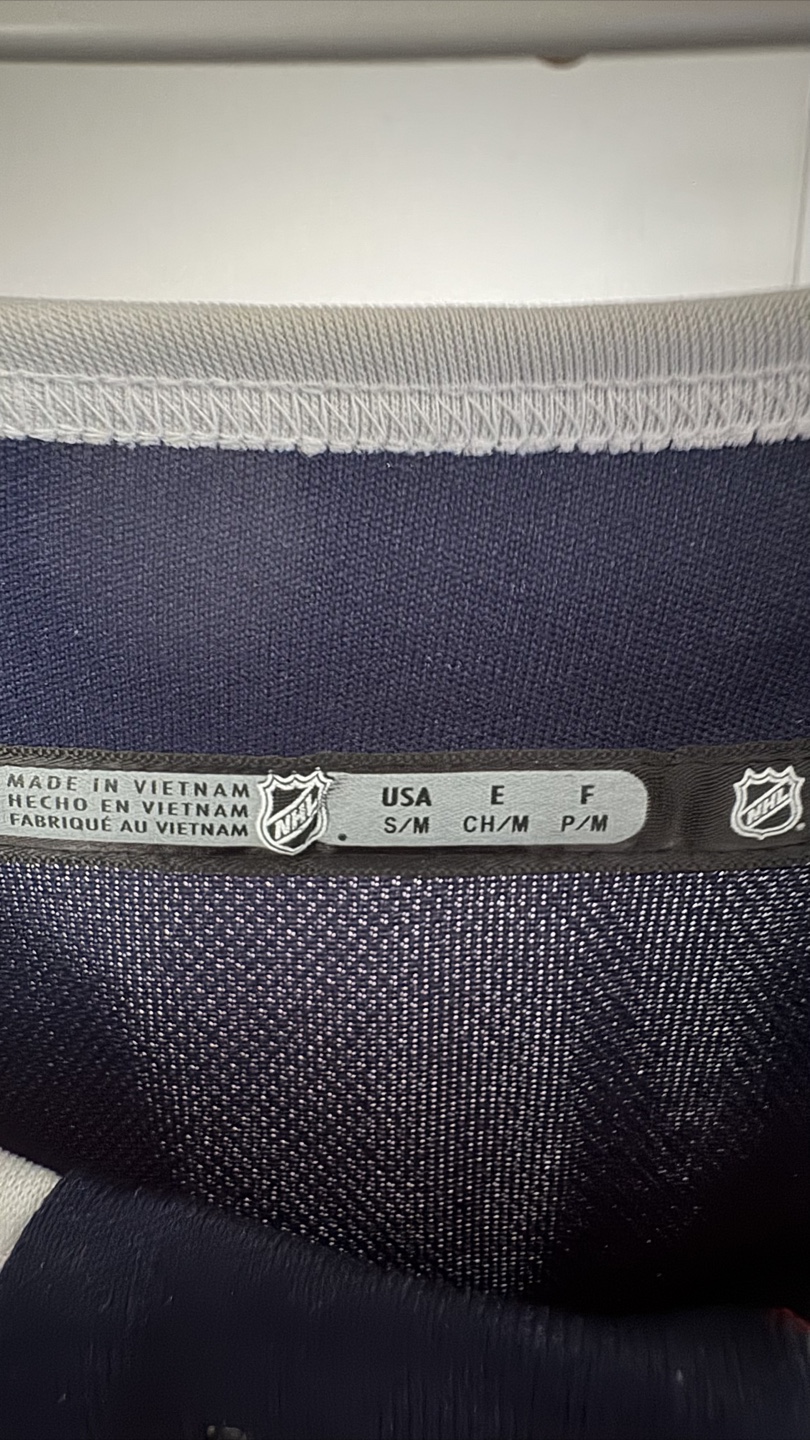 MADE IN VIETNAM
HECHO EN VIETNAM
FABRIQUÉ AU VIETNAM
NHL
USA E F
S/M CH/M P/M
NHL